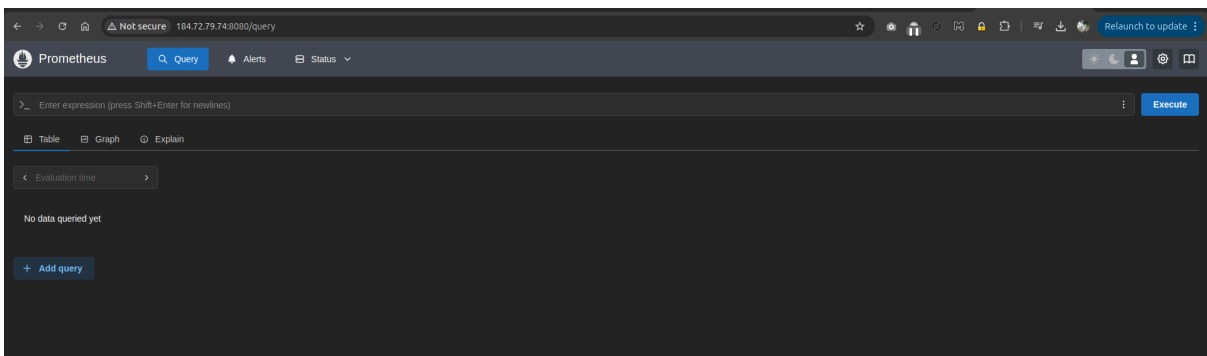 Not secure 184.72.79.74:8080/query Relaunch to update
Prometheus Query Alerts Status
>_ Enter expression (press Shift+Enter for newlines) Execute
Table Graph Explain
Evaluation time
No data queried yet
+ Add query